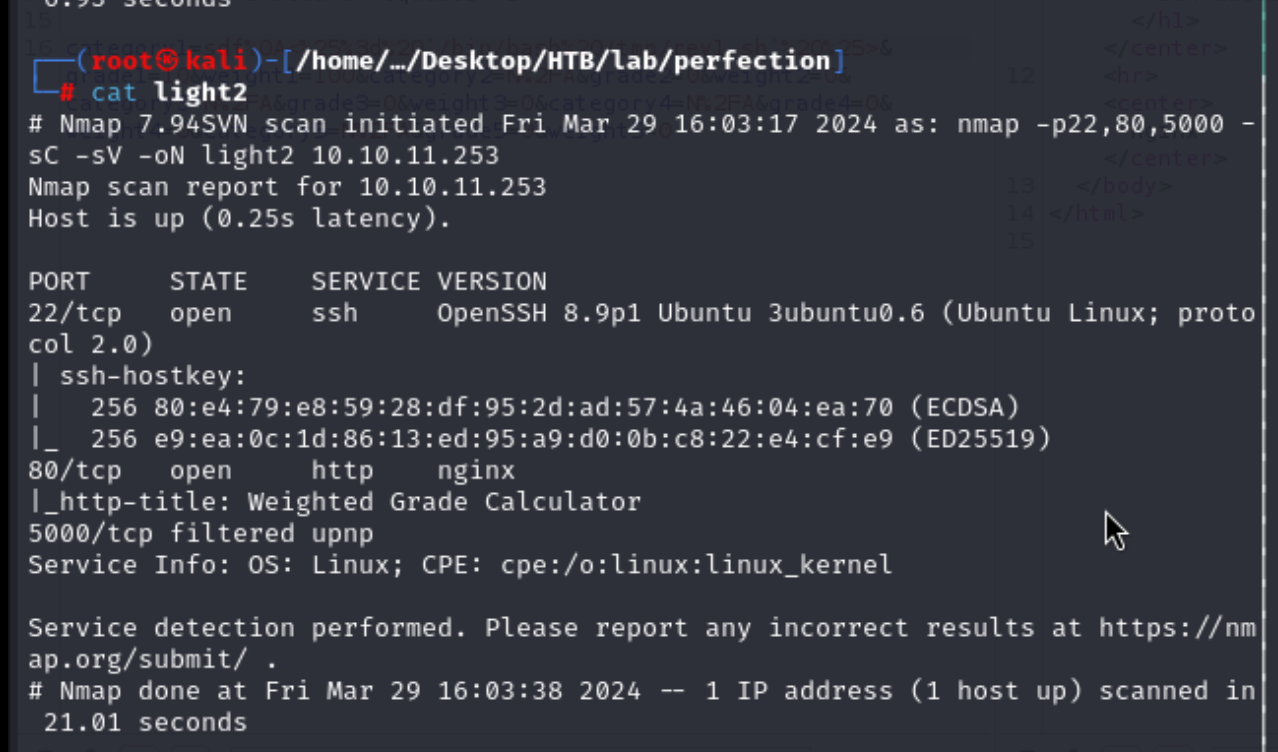 0.95 seconds
┌──(root㉿kali)-[/home/…/Desktop/HTB/lab/perfection]
└─# cat light2
# Nmap 7.94SVN scan initiated Fri Mar 29 16:03:17 2024 as: nmap -p22,80,5000 -
sC -sV -oN light2 10.10.11.253
Nmap scan report for 10.10.11.253
Host is up (0.25s latency).
PORT     STATE    SERVICE VERSION
22/tcp   open     ssh     OpenSSH 8.9p1 Ubuntu 3ubuntu0.6 (Ubuntu Linux; proto
col 2.0)
| ssh-hostkey:
|   256 80:e4:79:e8:59:28:df:95:2d:ad:57:4a:46:04:ea:70 (ECDSA)
|_  256 e9:ea:0c:1d:86:13:ed:95:a9:d0:0b:c8:22:e4:cf:e9 (ED25519)
80/tcp   open     http    nginx
|_http-title: Weighted Grade Calculator
5000/tcp filtered upnp
Service Info: OS: Linux; CPE: cpe:/o:linux:linux_kernel
Service detection performed. Please report any incorrect results at https://nm
ap.org/submit/ .
# Nmap done at Fri Mar 29 16:03:38 2024 -- 1 IP address (1 host up) scanned in
 21.01 seconds
15
16
</h1>
</center>
12 <hr>
<center>
</center>
13 </body>
14 </html>
15